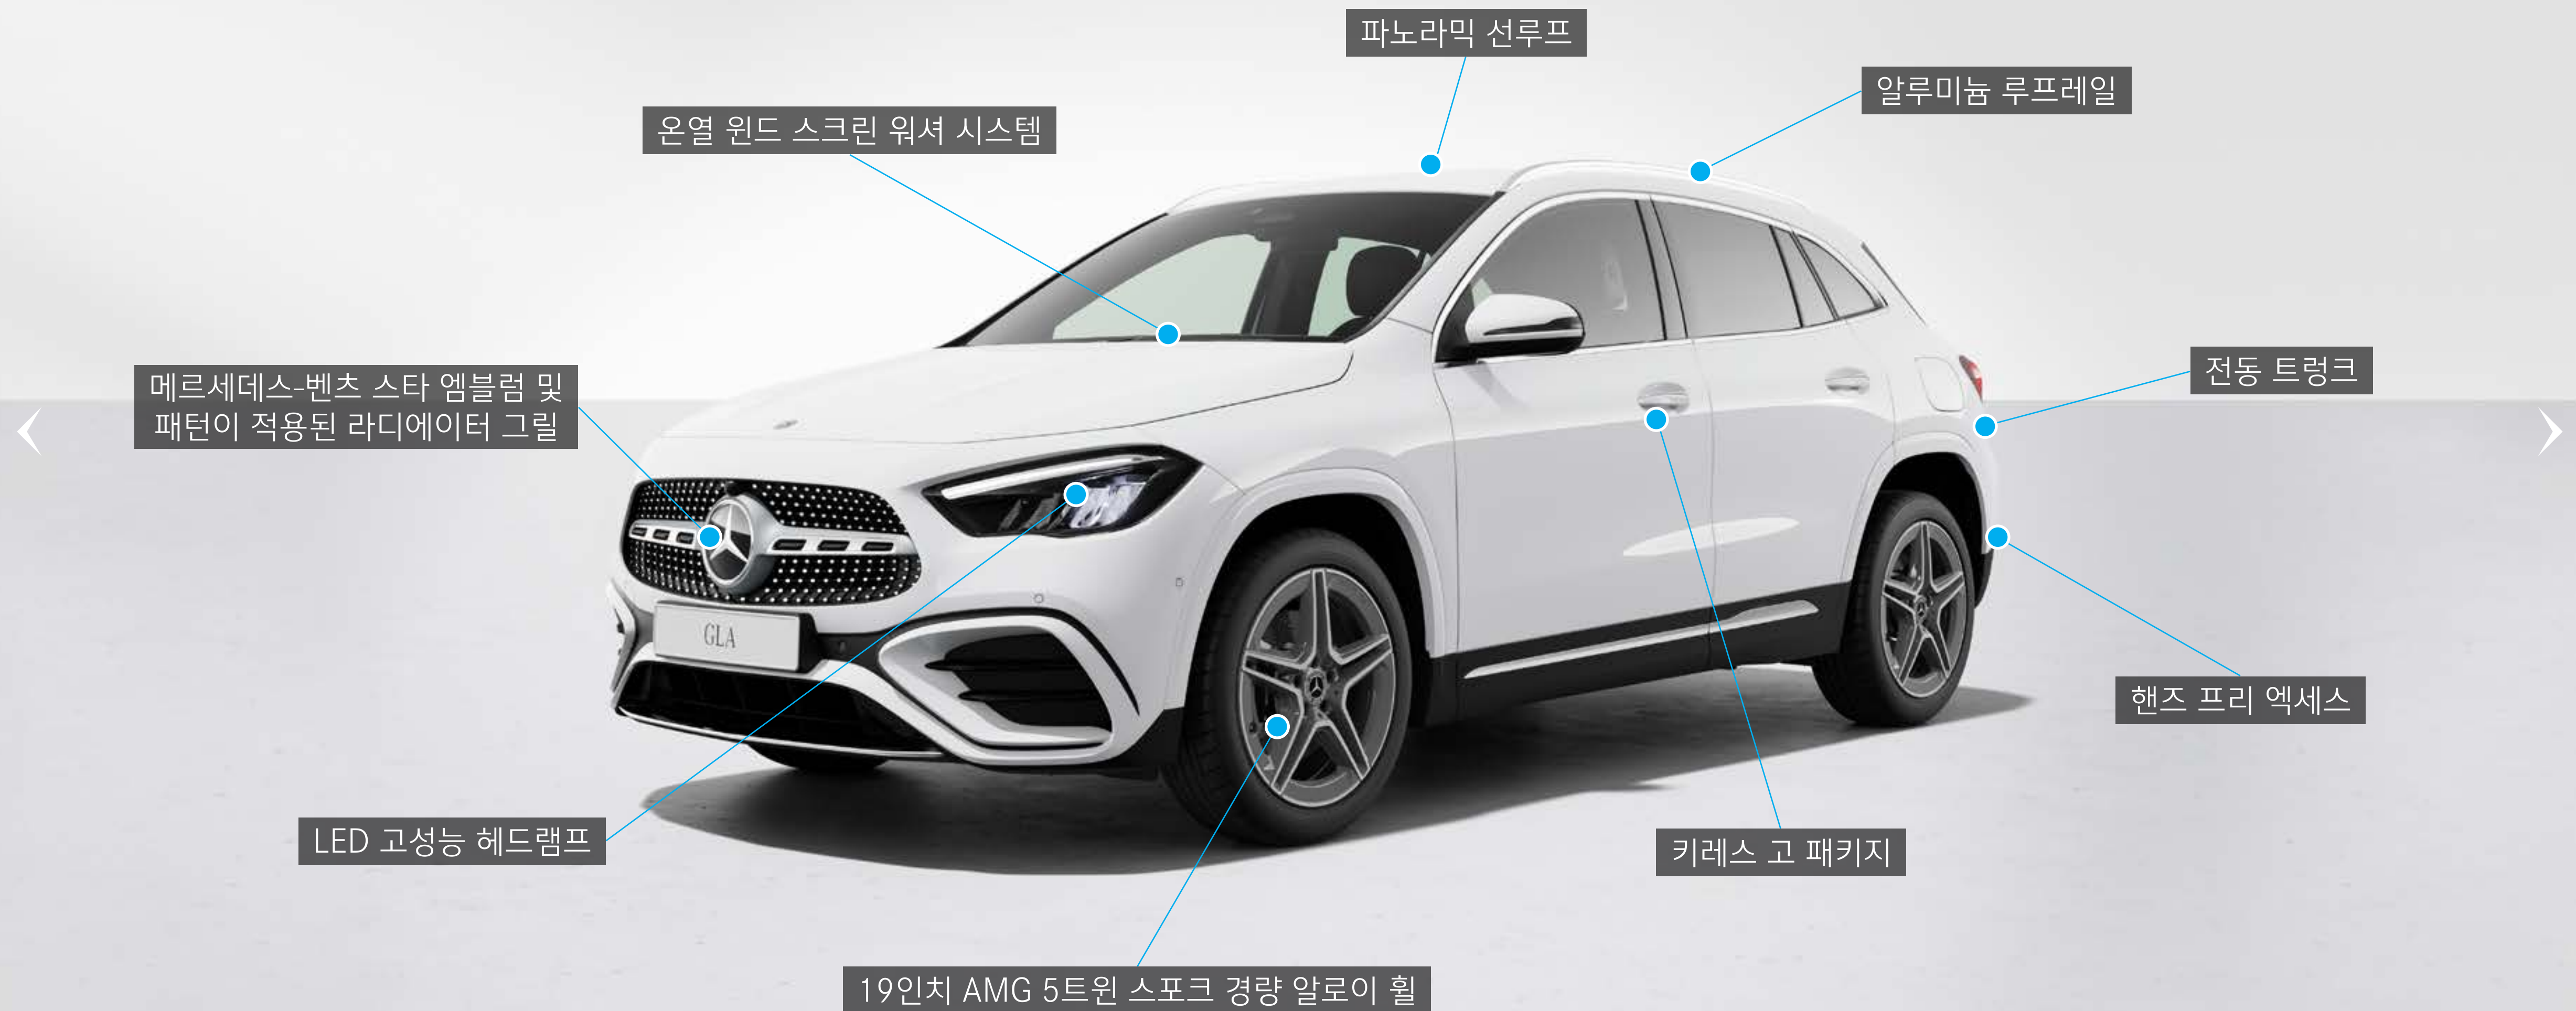 파노라믹 선루프
알루미늄 루프레일
온열 윈드 스크린 워셔 시스템
전동 트렁크
메르세데스-벤츠 스타 엠블럼 및
패턴이 적용된 라디에이터 그릴
GLA
핸즈 프리 엑세스
LED 고성능 헤드램프
키레스 고 패키지
19인치 AMG 5트윈 스포크 경량 알로이 휠